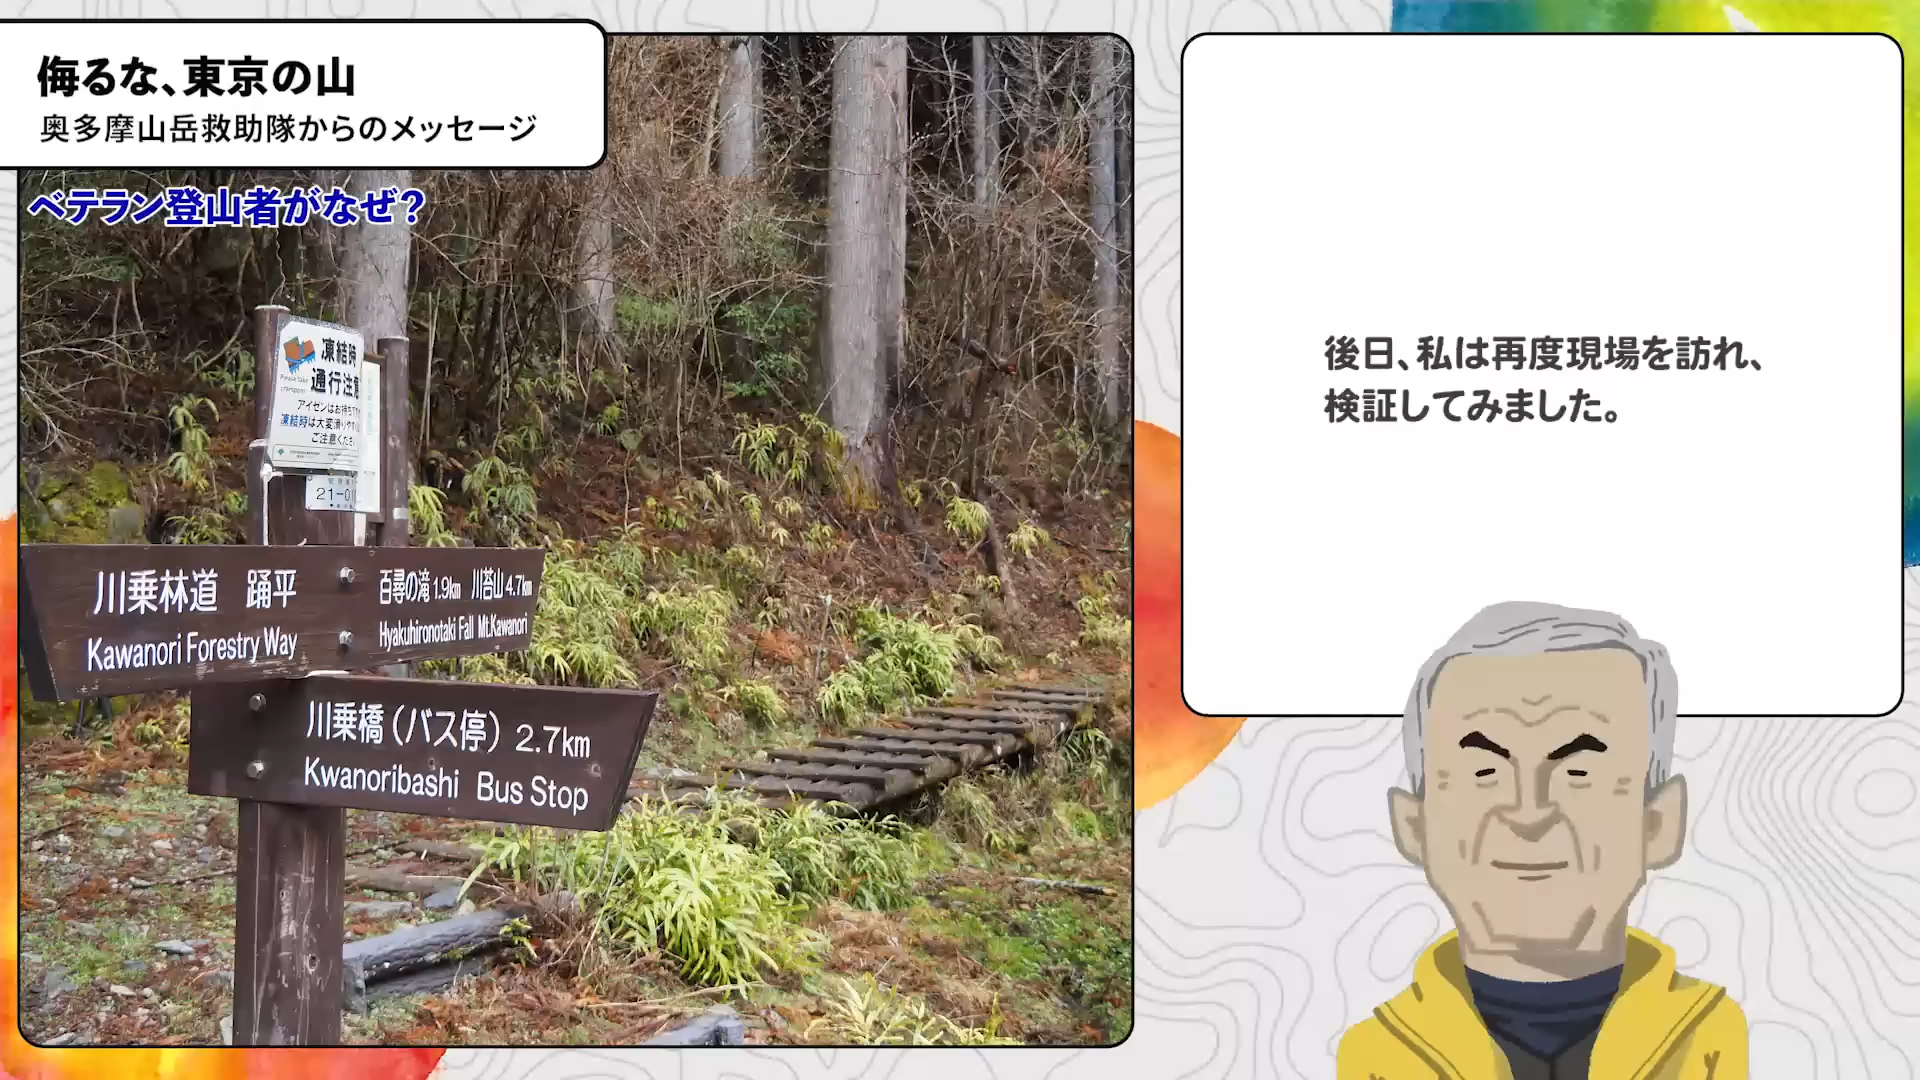 侮るな、東京の山
奥多摩山岳救助隊からのメッセージ
ベテラン登山者がなぜ?
後日、私は再度現場を訪れ、
検証してみました。
凍結時
通行注意
Please take
crampons
アイゼンはお持ちで
凍結時は大変滑りやす
ご注意くださ
21-01
川乗林道 踊平
Kawanori Forestry Way
百尋の滝 1.9km 川苔山 4.7km
Hyakuhironotaki Fall Mt.Kawanori
川乗橋(バス停) 2.7km
Kwanoribashi Bus Stop